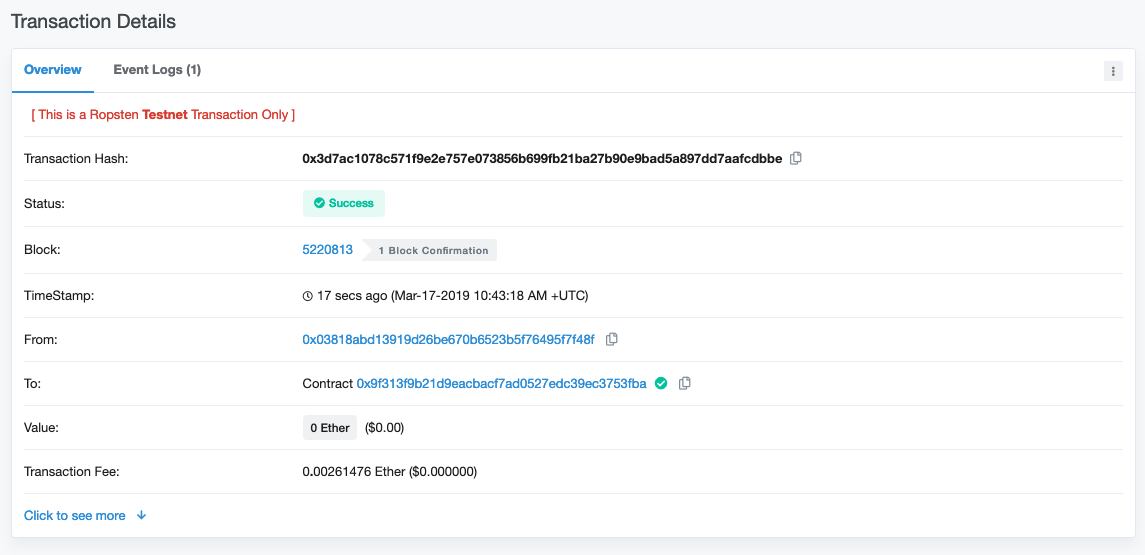 Transaction Details
Overview Event Logs (1)
[ This is a Ropsten Testnet Transaction Only ]
Transaction Hash: 0x3d7ac1078c571f9e2e757e073856b699fb21ba27b90e9bad5a897dd7aafcdbbe
Status: Success
Block: 5220813 1 Block Confirmation
TimeStamp: 17 secs ago (Mar-17-2019 10:43:18 AM +UTC)
From: 0x03818abd13919d26be670b6523b5f76495f7f48f
To: Contract 0x9f313f9b21d9eacbacf7ad0527edc39ec3753fba
Value: 0 Ether ($0.00)
Transaction Fee: 0.00261476 Ether ($0.000000)
Click to see more